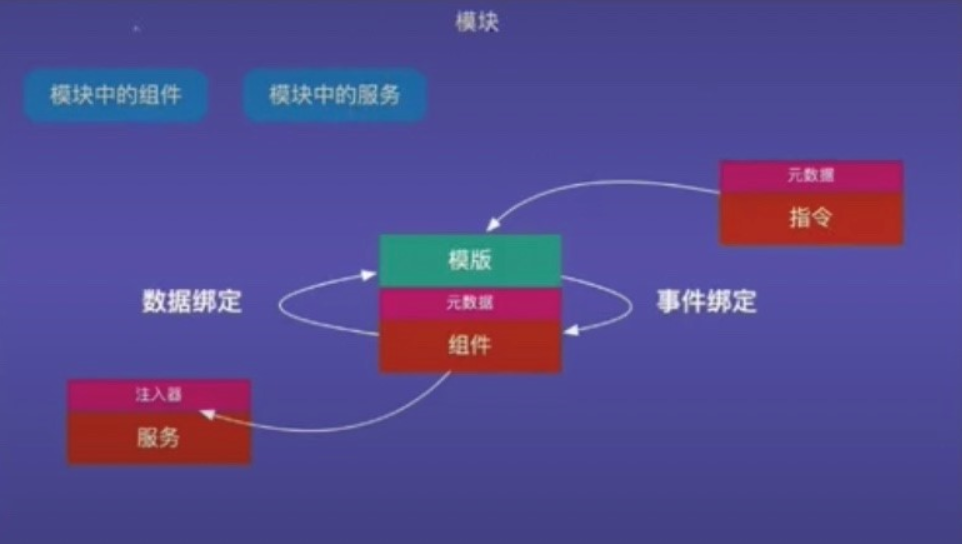 模块
模块中的组件
模块中的服务
元数据
指令
模版
数据绑定
元数据
事件绑定
组件
注入器
服务